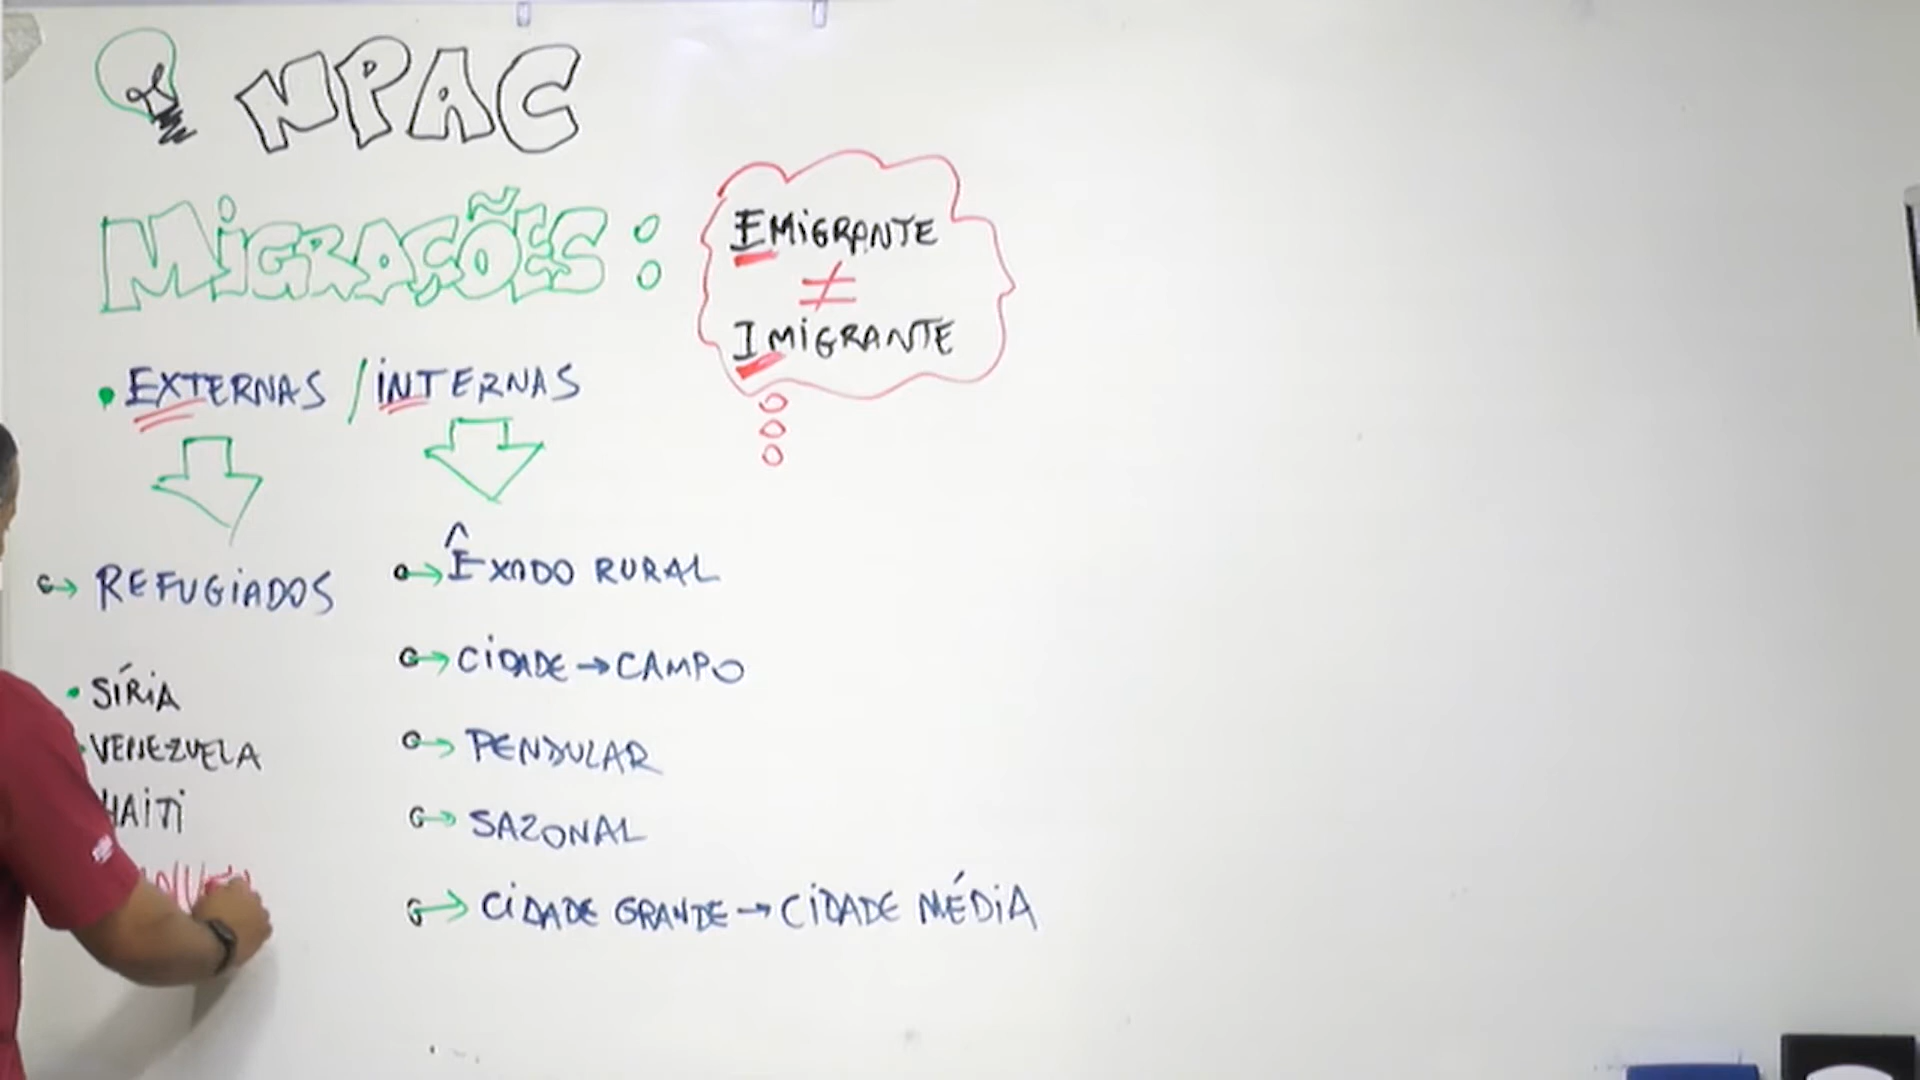 NPAC
MIGRAÇÕES:
EMIGRANTE
≠
IMIGRANTE
• EXTERNAS / INTERNAS
→ REFUGIADOS
• SÍRIA
• VENEZUELA
HAITI
→ ÊXODO RURAL
→ CIDADE → CAMPO
→ PENDULAR
→ SAZONAL
→ CIDADE GRANDE → CIDADE MÉDIA